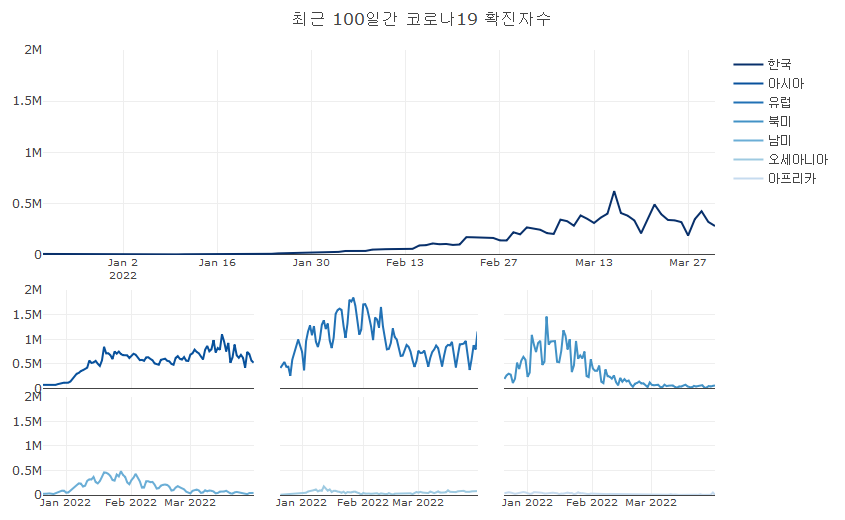 최근 100일간 코로나19 확진자수
2M
1.5M
1M
0.5M
0
Jan 2
2022
Jan 16
Jan 30
Feb 13
Feb 27
Mar 13
Mar 27
한국
아시아
유럽
북미
남미
오세아니아
아프리카
2M
1.5M
1M
0.5M
0
2M
1.5M
1M
0.5M
0
Jan 2022
Feb 2022
Mar 2022
Jan 2022
Feb 2022
Mar 2022
Jan 2022
Feb 2022
Mar 2022